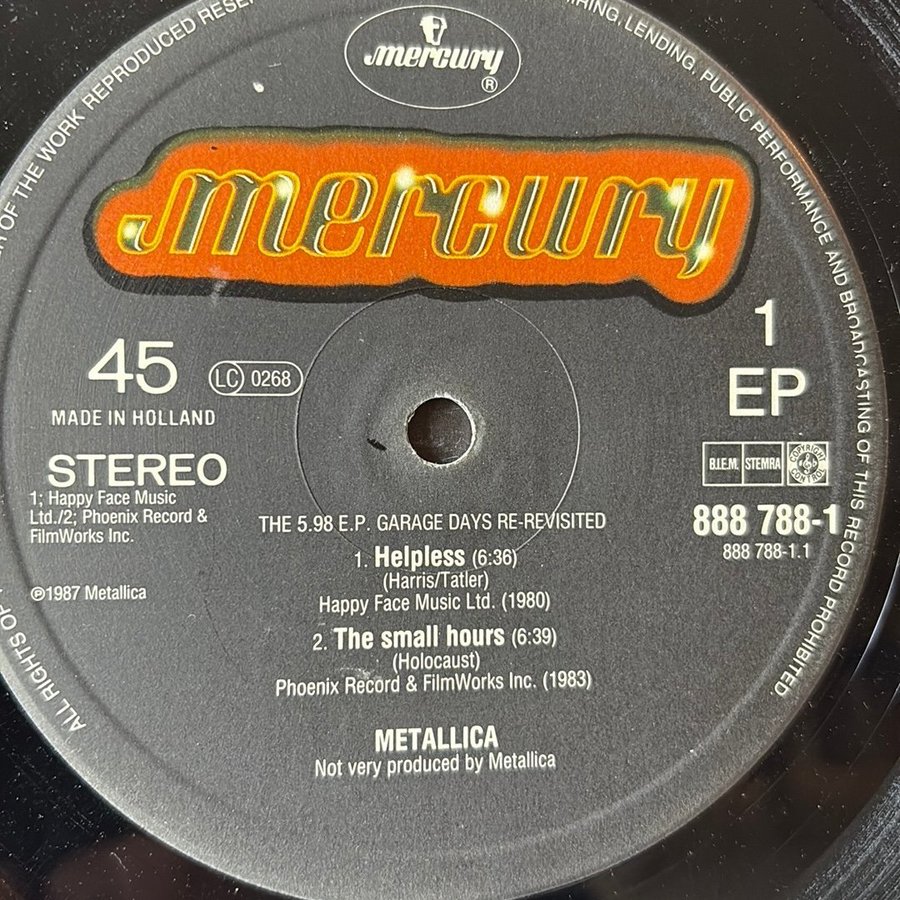 mercury
®
mercury
45
LC 0268
MADE IN HOLLAND
STEREO
1; Happy Face Music
Ltd./2; Phoenix Record &
FilmWorks Inc.
℗1987 Metallica
1
EP
B.I.E.M. STEMRA COPYRIGHT CONTROL
888 788-1
888 788-1.1
THE 5.98 E.P. GARAGE DAYS RE-REVISITED
1. Helpless (6:36)
(Harris/Tatler)
Happy Face Music Ltd. (1980)
2. The small hours (6:39)
(Holocaust)
Phoenix Record & FilmWorks Inc. (1983)
METALLICA
Not very produced by Metallica
ALL RIGHTS OF
OF THE WORK REPRODUCED
LENDING, PUBLIC PERFORMANCE AND BROADCASTING OF THIS RECORD PROHIBITED